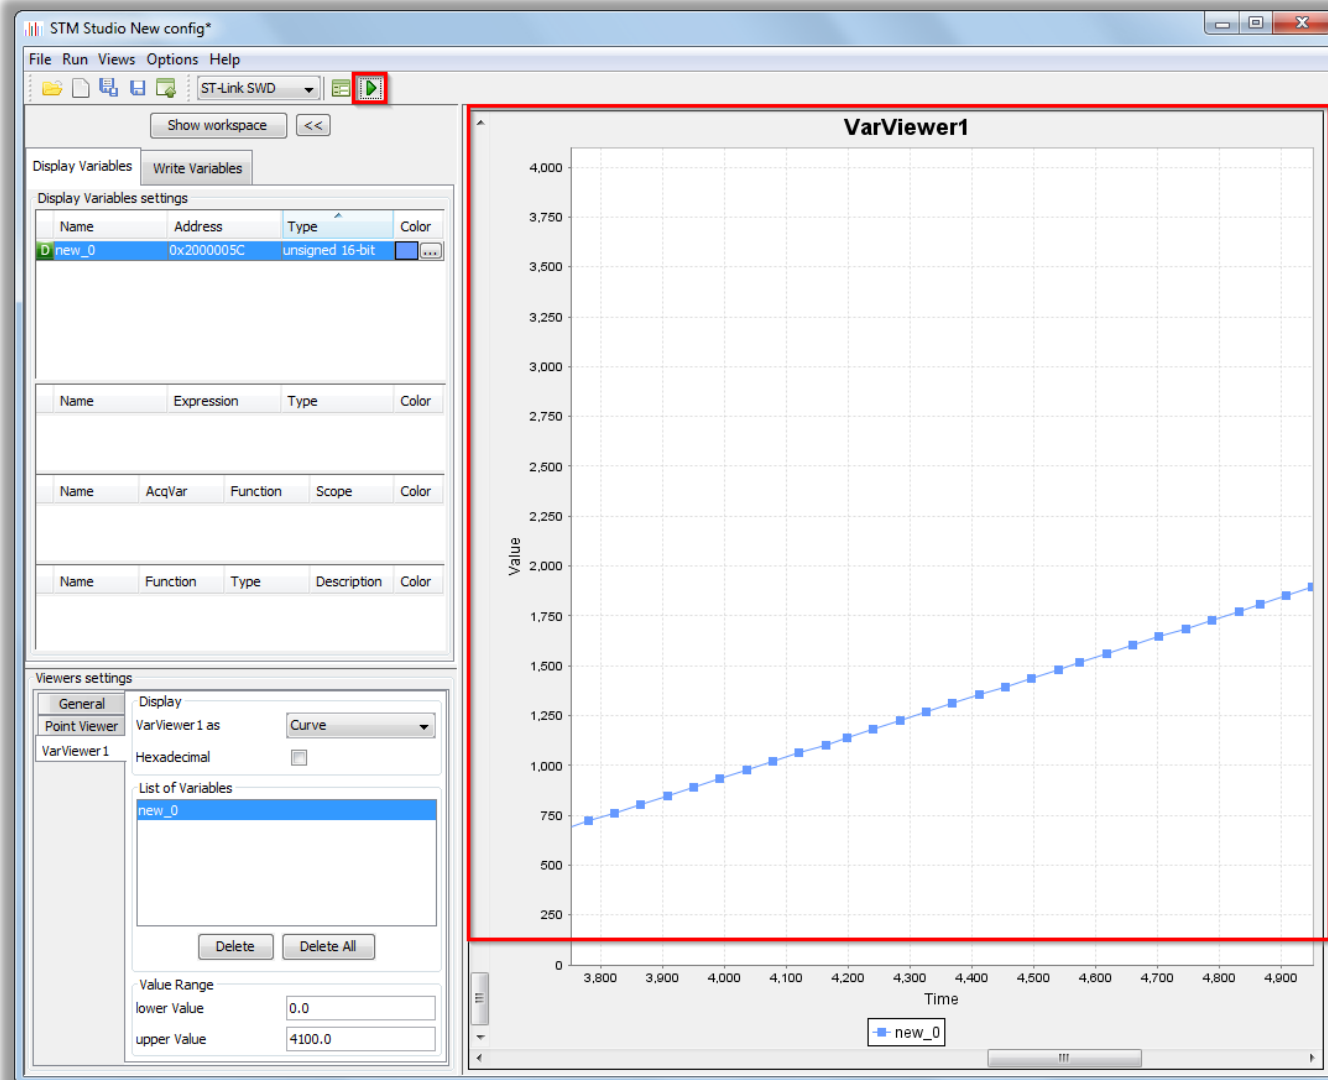 STM Studio New config*
File Run Views Options Help
ST-Link SWD
Show workspace <<
Display Variables Write Variables
Display Variables settings
Name Address Type Color
D new_0 0x2000005C unsigned 16-bit ...
Name Expression Type Color
Name AcqVar Function Scope Color
Name Function Type Description Color
Viewers settings
General
Point Viewer
VarViewer1
Display
VarViewer1 as Curve
Hexadecimal
List of Variables
new_0
Delete Delete All
Value Range
lower Value 0.0
upper Value 4100.0
VarViewer1
4,000
3,750
3,500
3,250
3,000
2,750
2,500
2,250
2,000
1,750
1,500
1,250
1,000
750
500
250
0
Value
3,800 3,900 4,000 4,100 4,200 4,300 4,400 4,500 4,600 4,700 4,800 4,900
Time
new_0